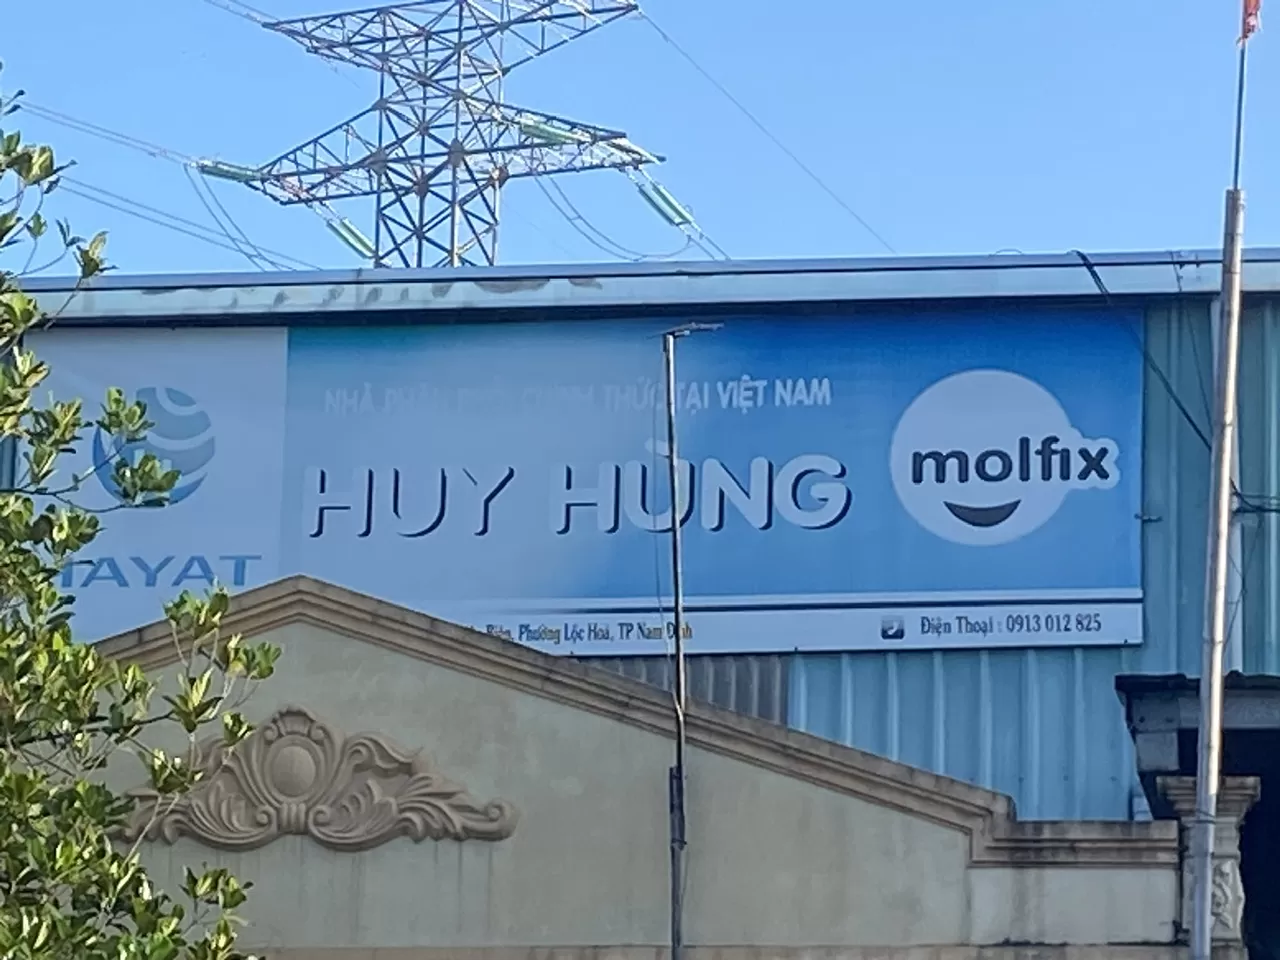 NHÀ PHÂN PHỐI CHÍNH THỨC TẠI VIỆT NAM
HUY HÙNG
molfix
HAYAT
Biên, Phường Lộc Hoà, TP Nam Định
Điện Thoại : 0913 012 825